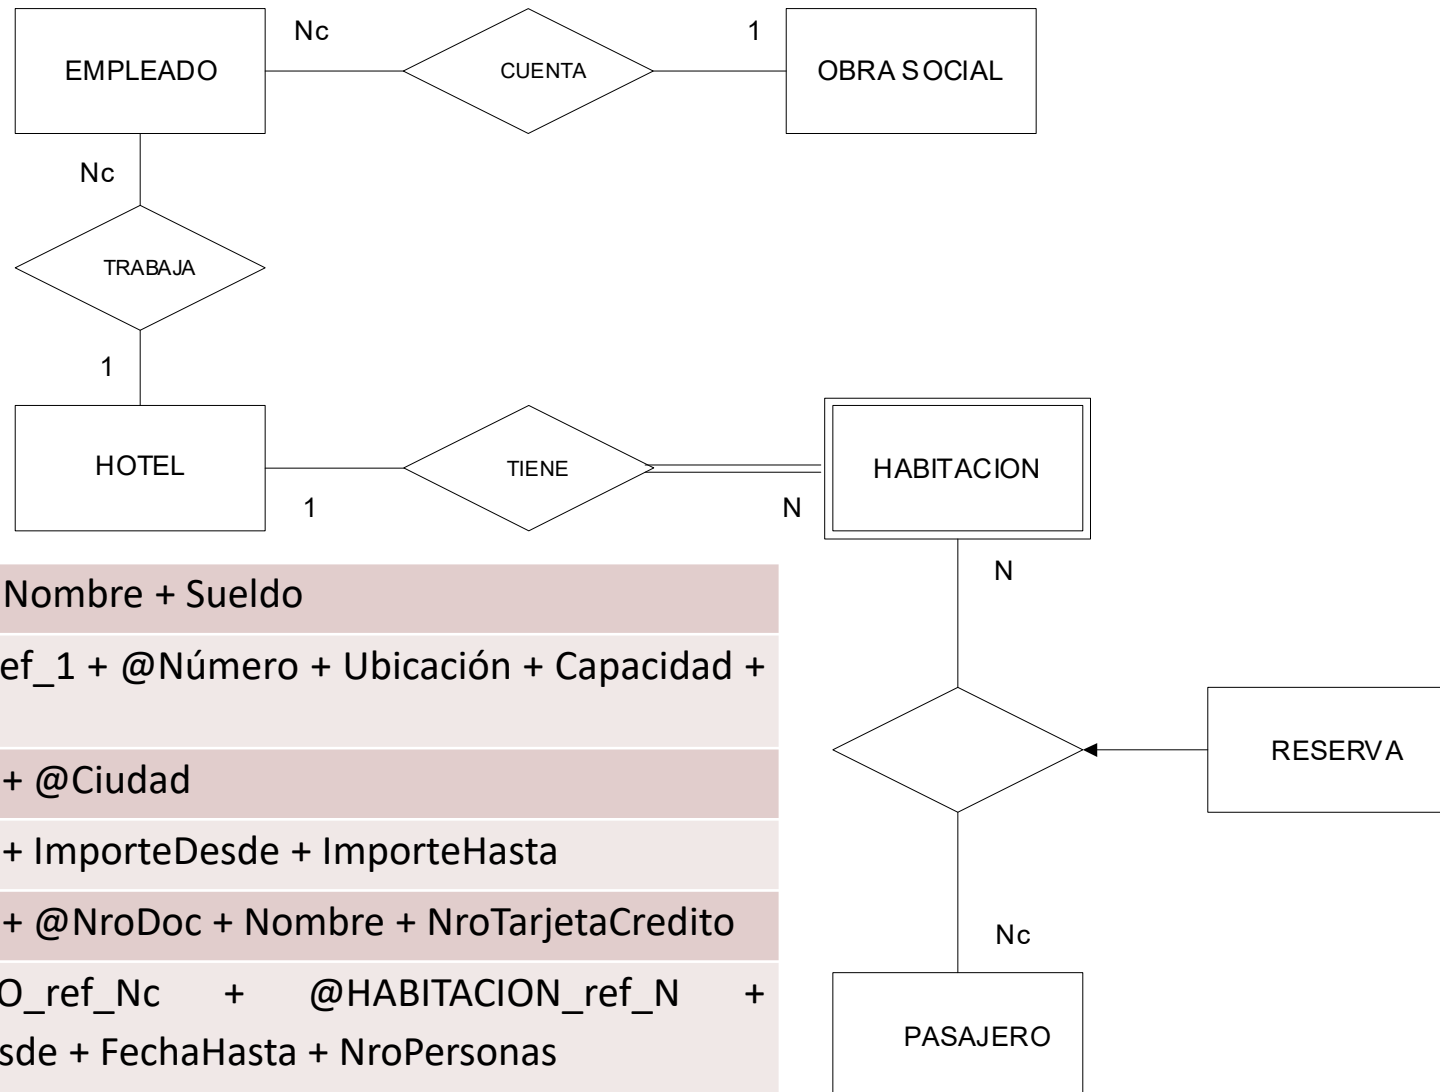 Nc
1
EMPLEADO
CUENTA
OBRA SOCIAL
Nc
TRABAJA
1
HOTEL
TIENE
HABITACION
1
N
N
Nombre + Sueldo
ef_1 + @Número + Ubicación + Capacidad +
+ @Ciudad
+ ImporteDesde + ImporteHasta
+ @NroDoc + Nombre + NroTarjetaCredito
O_ref_Nc + @HABITACION_ref_N +
sde + FechaHasta + NroPersonas
RESERVA
Nc
PASAJERO